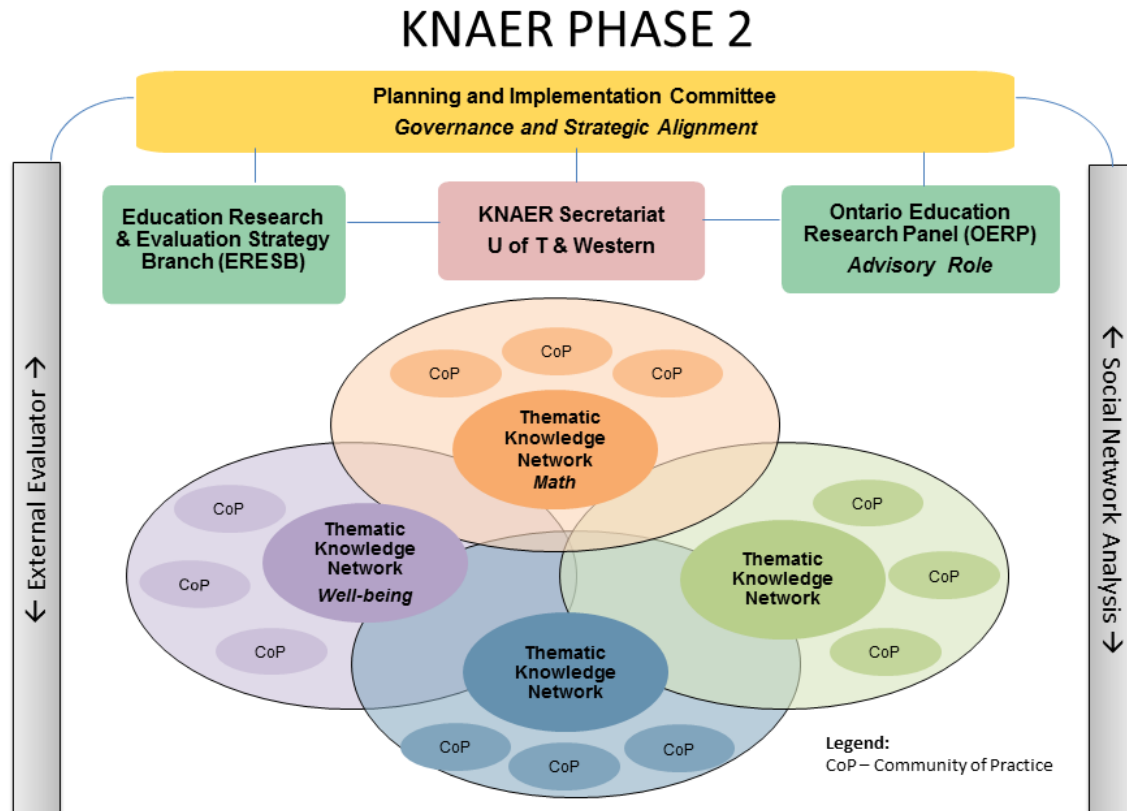 KNAER PHASE 2
Planning and Implementation Committee
Governance and Strategic Alignment
Education Research
& Evaluation Strategy
Branch (ERESB)
KNAER Secretariat
U of T & Western
Ontario Education
Research Panel (OERP)
Advisory Role
← External Evaluator →
← Social Network Analysis →
CoP
CoP
CoP
Thematic
Knowledge
Network
Math
CoP
CoP
CoP
Thematic
Knowledge
Network
Well-being
CoP
CoP
CoP
Thematic
Knowledge
Network
Thematic
Knowledge
Network
CoP
CoP
CoP
Legend:
CoP – Community of Practice